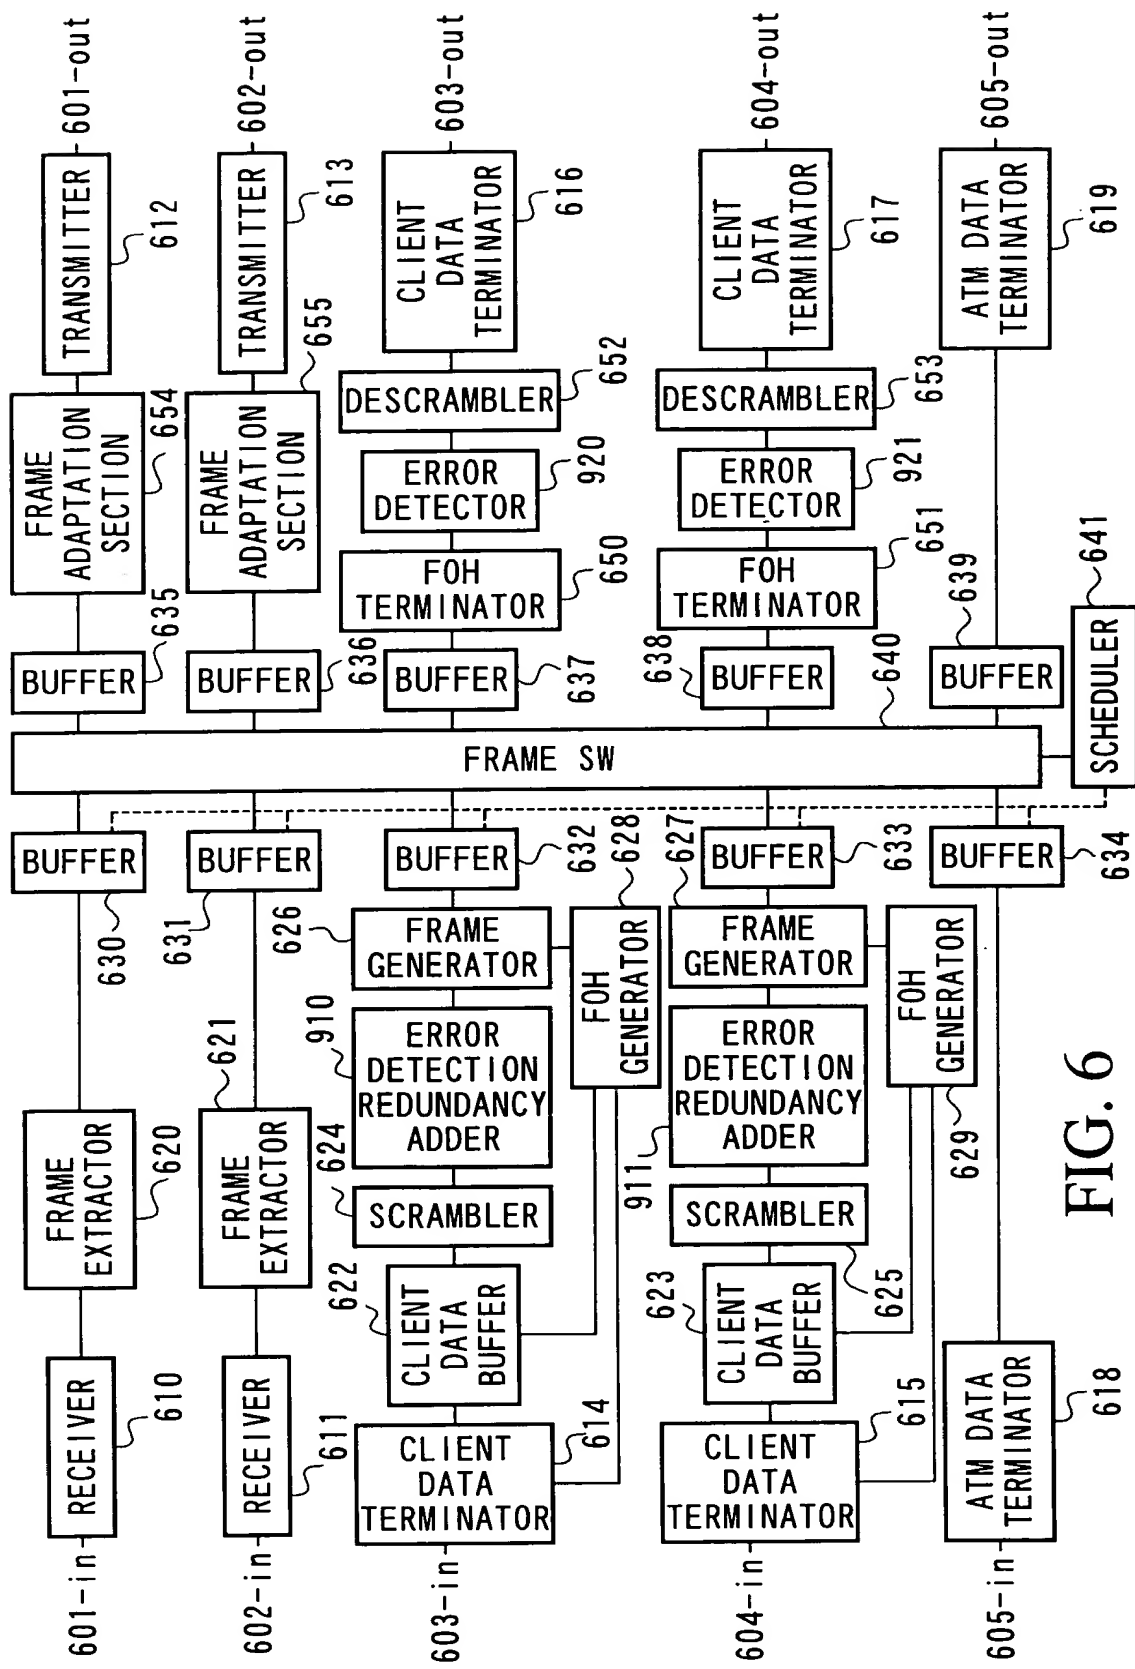 601-in
RECEIVER
610
FRAME
EXTRACTOR
620
BUFFER
630
BUFFER
635
FRAME
ADAPTATION
SECTION
654
TRANSMITTER
612
601-out
602-in
RECEIVER
611
FRAME
EXTRACTOR
621
BUFFER
631
BUFFER
636
FRAME
ADAPTATION
SECTION
655
TRANSMITTER
613
602-out
603-in
CLIENT
DATA
TERMINATOR
614
CLIENT
DATA
BUFFER
622
SCRAMBLER
624
ERROR
DETECTION
REDUNDANCY
ADDER
910
FRAME
GENERATOR
626
FOH
GENERATOR
628
BUFFER
632
FRAME SW
640
BUFFER
637
FOH
TERMINATOR
650
ERROR
DETECTOR
920
DESCRAMBLER
652
CLIENT
DATA
TERMINATOR
616
603-out
604-in
CLIENT
DATA
TERMINATOR
615
CLIENT
DATA
BUFFER
623
SCRAMBLER
625
ERROR
DETECTION
REDUNDANCY
ADDER
911
FRAME
GENERATOR
627
FOH
GENERATOR
629
BUFFER
633
BUFFER
638
FOH
TERMINATOR
651
ERROR
DETECTOR
921
DESCRAMBLER
653
CLIENT
DATA
TERMINATOR
617
604-out
605-in
ATM DATA
TERMINATOR
618
BUFFER
634
BUFFER
639
ATM DATA
TERMINATOR
619
605-out
SCHEDULER
641
FIG. 6